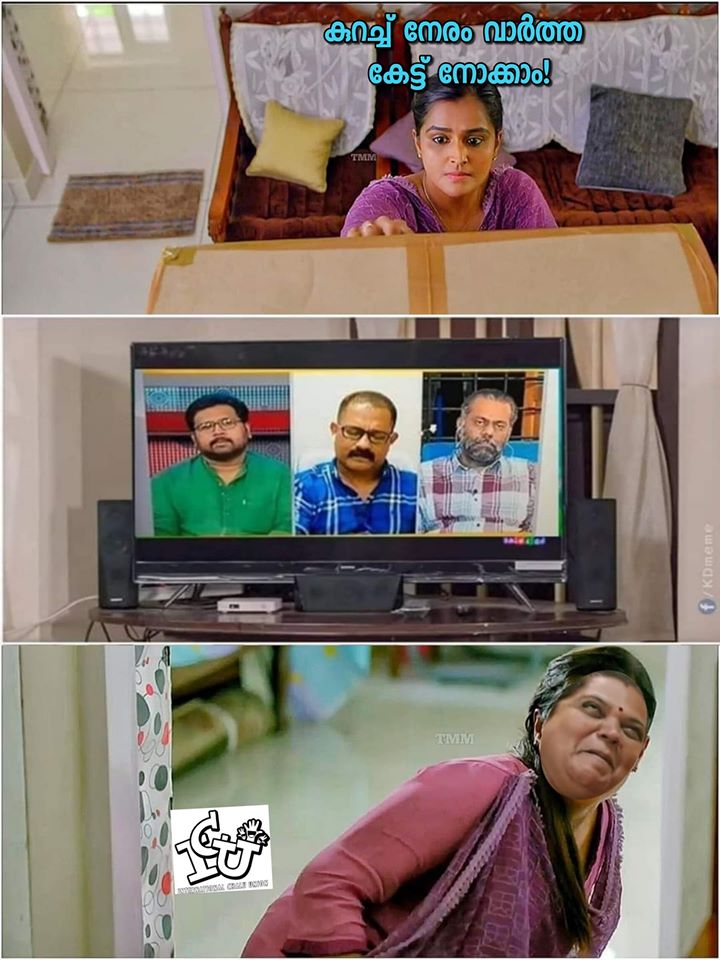 കുറച്ച് നേരം വാർത്ത
കേട്ട് നോക്കാം!
TMM
/KDmeme
TMM
ICU
INTERNATIONAL CHALU UNION